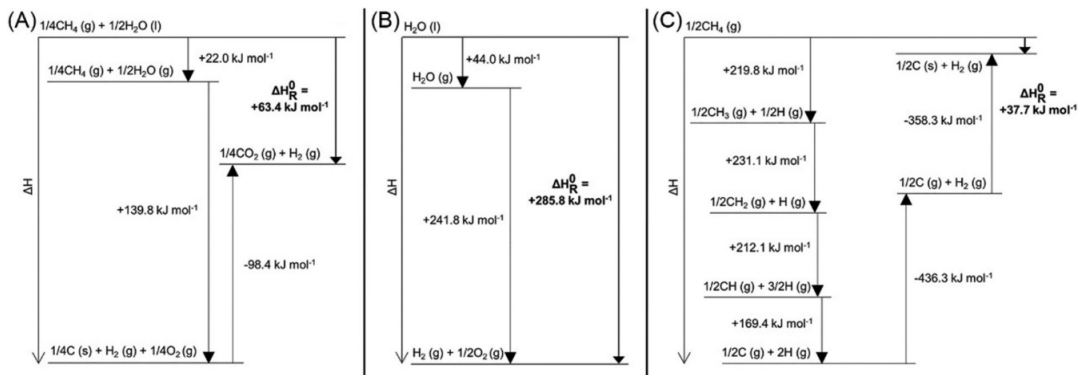 (A)
1/4CH₄ (g) + 1/2H₂O (l)
+22.0 kJ mol⁻¹
1/4CH₄ (g) + 1/2H₂O (g)
ΔH⁰R =
+63.4 kJ mol⁻¹
1/4CO₂ (g) + H₂ (g)
ΔH
+139.8 kJ mol⁻¹
-98.4 kJ mol⁻¹
1/4C (s) + H₂ (g) + 1/4O₂ (g)
(B)
H₂O (l)
+44.0 kJ mol⁻¹
H₂O (g)
ΔH
ΔH⁰R =
+285.8 kJ mol⁻¹
+241.8 kJ mol⁻¹
H₂ (g) + 1/2O₂ (g)
(C)
1/2CH₄ (g)
+219.8 kJ mol⁻¹
1/2CH₃ (g) + 1/2H (g)
+231.1 kJ mol⁻¹
ΔH
1/2CH₂ (g) + H (g)
+212.1 kJ mol⁻¹
1/2CH (g) + 3/2H (g)
+169.4 kJ mol⁻¹
1/2C (g) + 2H (g)
1/2C (s) + H₂ (g)
ΔH⁰R =
+37.7 kJ mol⁻¹
-358.3 kJ mol⁻¹
1/2C (g) + H₂ (g)
-436.3 kJ mol⁻¹